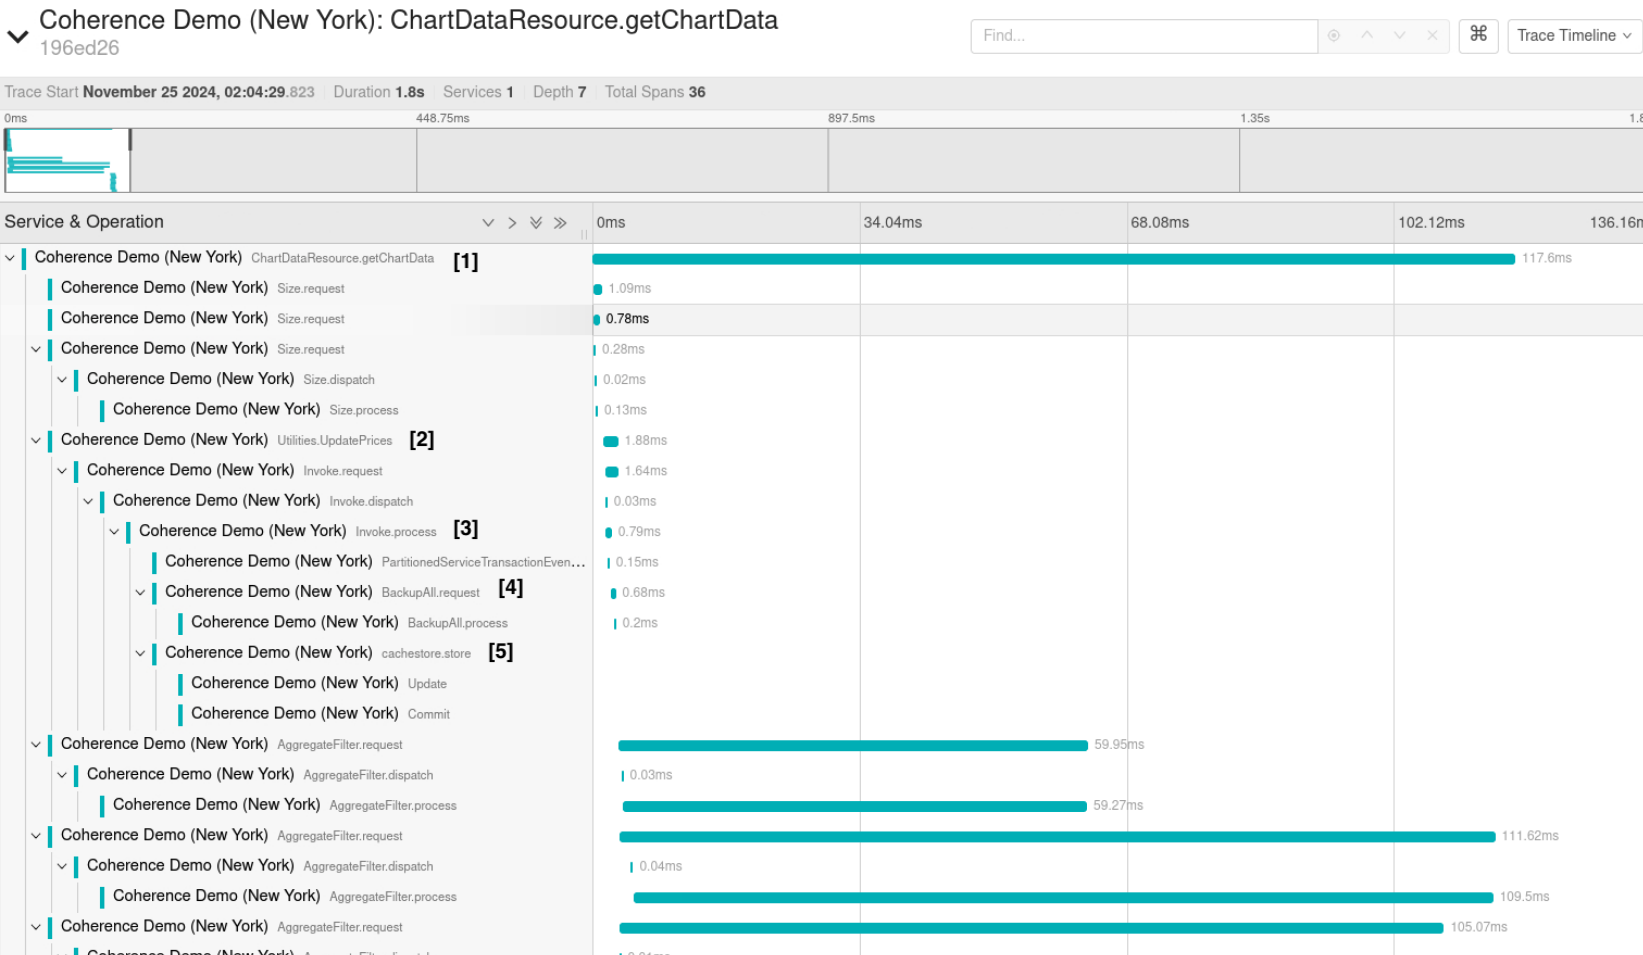 Coherence Demo (New York): ChartDataResource.getChartData
196ed26
Find...
⌘
Trace Timeline
Trace Start November 25 2024, 02:04:29.823 Duration 1.8s Services 1 Depth 7 Total Spans 36
0ms 448.75ms 897.5ms 1.35s 1.8
Service & Operation 0ms 34.04ms 68.08ms 102.12ms 136.16m
Coherence Demo (New York) ChartDataResource.getChartData [1] 117.6ms
Coherence Demo (New York) Size.request 1.09ms
Coherence Demo (New York) Size.request 0.78ms
Coherence Demo (New York) Size.request 0.28ms
Coherence Demo (New York) Size.dispatch 0.02ms
Coherence Demo (New York) Size.process 0.13ms
Coherence Demo (New York) Utilities.UpdatePrices [2] 1.88ms
Coherence Demo (New York) Invoke.request 1.64ms
Coherence Demo (New York) Invoke.dispatch 0.03ms
Coherence Demo (New York) Invoke.process [3] 0.79ms
Coherence Demo (New York) PartitionedServiceTransactionEven... 0.15ms
Coherence Demo (New York) BackupAll.request [4] 0.68ms
Coherence Demo (New York) BackupAll.process 0.2ms
Coherence Demo (New York) cachestore.store [5]
Coherence Demo (New York) Update
Coherence Demo (New York) Commit
Coherence Demo (New York) AggregateFilter.request 59.95ms
Coherence Demo (New York) AggregateFilter.dispatch 0.03ms
Coherence Demo (New York) AggregateFilter.process 59.27ms
Coherence Demo (New York) AggregateFilter.request 111.62ms
Coherence Demo (New York) AggregateFilter.dispatch 0.04ms
Coherence Demo (New York) AggregateFilter.process 109.5ms
Coherence Demo (New York) AggregateFilter.request 105.07ms